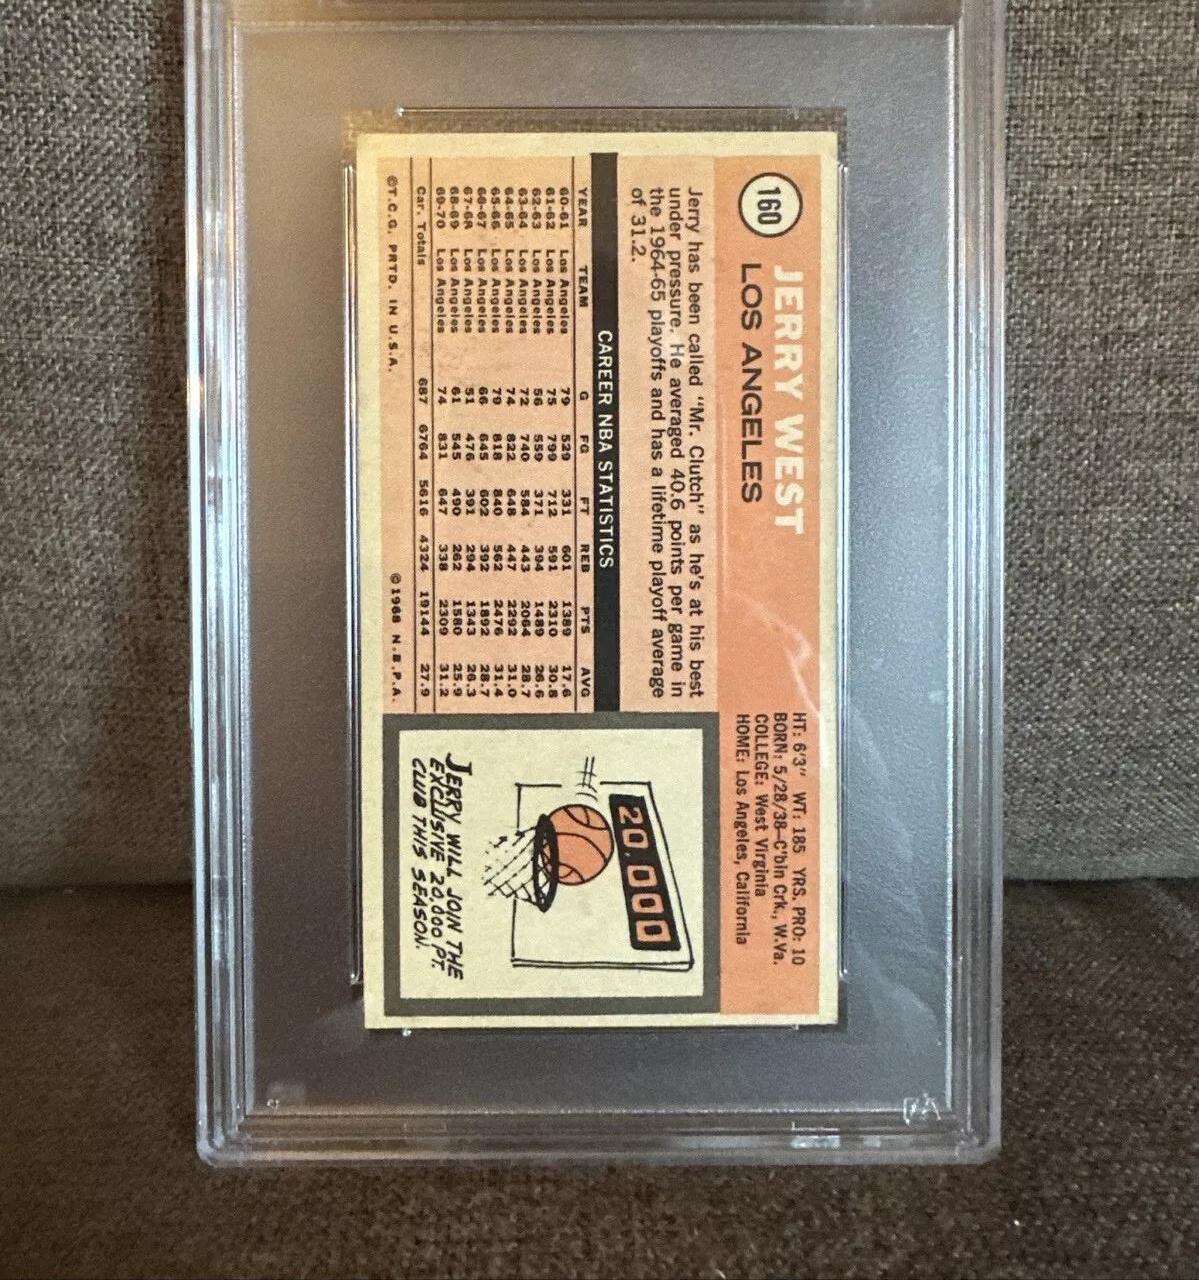 160
JERRY WEST
LOS ANGELES
HT: 6'3" WT: 185 YRS. PRO: 10
BORN: 5/28/38—C'bin Crk., W.Va.
COLLEGE: West Virginia
HOME: Los Angeles, California
Jerry has been called "Mr. Clutch" as he's at his best
under pressure. He averaged 40.6 points per game in
the 1964-65 playoffs and has a lifetime playoff average
of 31.2.
CAREER NBA STATISTICS
YEAR TEAM G FG FT REB PTS AVG
60-61 Los Angeles 79 529 331 601 1389 17.6
61-62 Los Angeles 75 799 712 591 2310 30.8
62-63 Los Angeles 56 559 371 394 1489 26.6
63-64 Los Angeles 72 740 584 443 2064 28.7
64-65 Los Angeles 74 822 648 447 2292 31.0
65-66 Los Angeles 79 818 840 562 2476 31.4
66-67 Los Angeles 66 645 602 392 1892 28.7
67-68 Los Angeles 51 476 391 294 1343 26.3
68-69 Los Angeles 61 545 490 262 1580 25.9
69-70 Los Angeles 74 831 647 338 2309 31.2
Car. Totals 687 6764 5616 4324 19144 27.9
©T.C.G. PRTD. IN U.S.A. ©1968 N.B.P.A.
20,000
JERRY WILL JOIN THE
EXCLUSIVE 20,000 PT.
CLUB THIS SEASON.